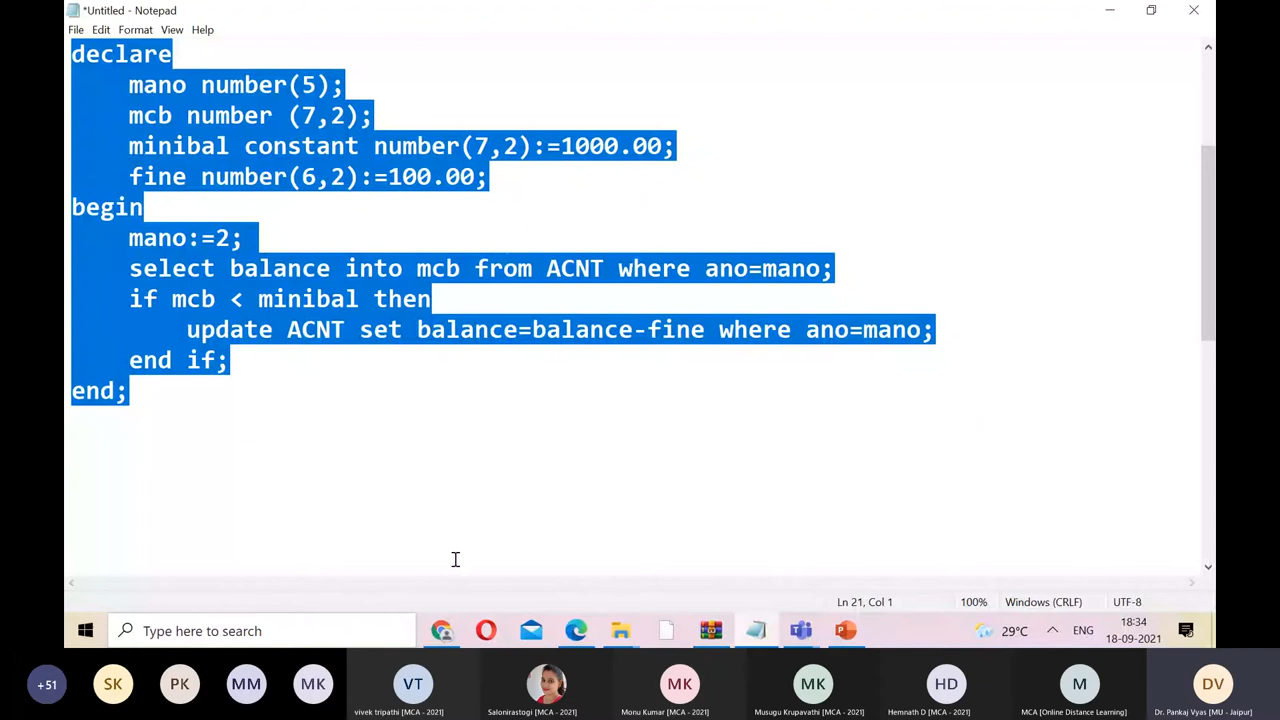 *Untitled - Notepad
File Edit Format View Help
declare
    mano number(5);
    mcb number (7,2);
    minibal constant number(7,2):=1000.00;
    fine number(6,2):=100.00;
begin
    mano:=2;
    select balance into mcb from ACNT where ano=mano;
    if mcb < minibal then
        update ACNT set balance=balance-fine where ano=mano;
    end if;
end;
Ln 21, Col 1 100% Windows (CRLF) UTF-8
Type here to search
29°C ENG
18:34
18-09-2021
+51 SK PK MM MK VT MK MK HD M DV
vivek tripathi [MCA - 2021] Salonirastogi [MCA - 2021] Monu Kumar [MCA - 2021] Musugu Krupavathi [MCA - 2021] Hemnath D [MCA - 2021] MCA [Online Distance Learning] Dr. Pankaj Vyas [MU - Jaipur]